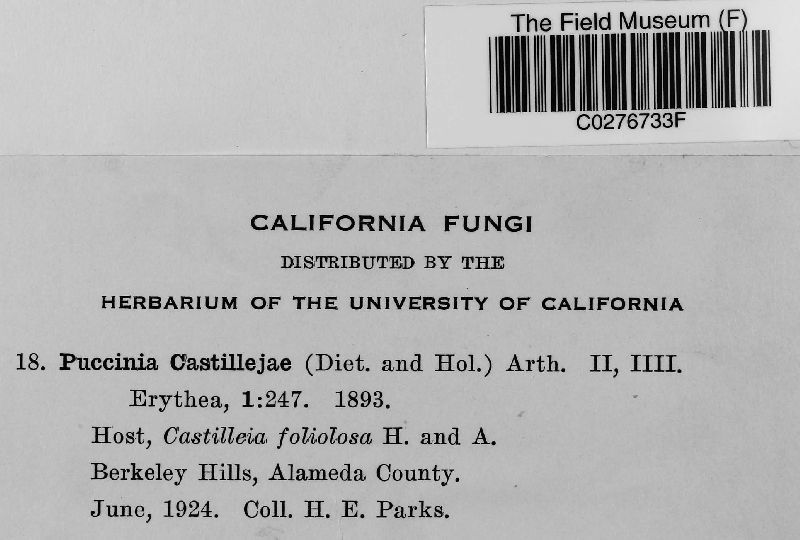 The Field Museum (F)
C0276733F
CALIFORNIA FUNGI
DISTRIBUTED BY THE
HERBARIUM OF THE UNIVERSITY OF CALIFORNIA
18. Puccinia Castillejae (Diet. and Hol.) Arth. II, IIII.
Erythea, 1:247. 1893.
Host, Castilleia foliolosa H. and A.
Berkeley Hills, Alameda County.
June, 1924. Coll. H. E. Parks.